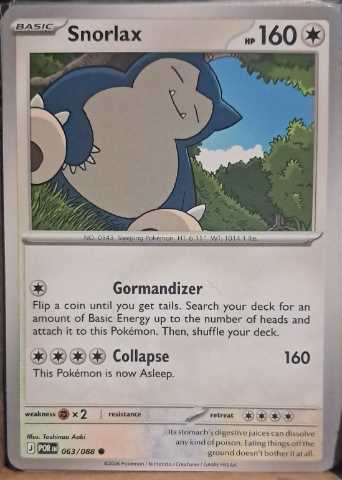 BASIC
Snorlax
HP 160
NO. 0143 Sleeping Pokémon HT: 6'11" WT: 1014.1 lbs.
Gormandizer
Flip a coin until you get tails. Search your deck for an
amount of Basic Energy up to the number of heads and
attach it to this Pokémon. Then, shuffle your deck.
Collapse 160
This Pokémon is now Asleep.
weakness ×2 resistance retreat
Illus. Toshinao Aoki
J POR EN 063/088
Its stomach's digestive juices can dissolve
any kind of poison. Eating things off the
ground doesn't bother it at all.
©2026 Pokémon / Nintendo / Creatures / GAME FREAK